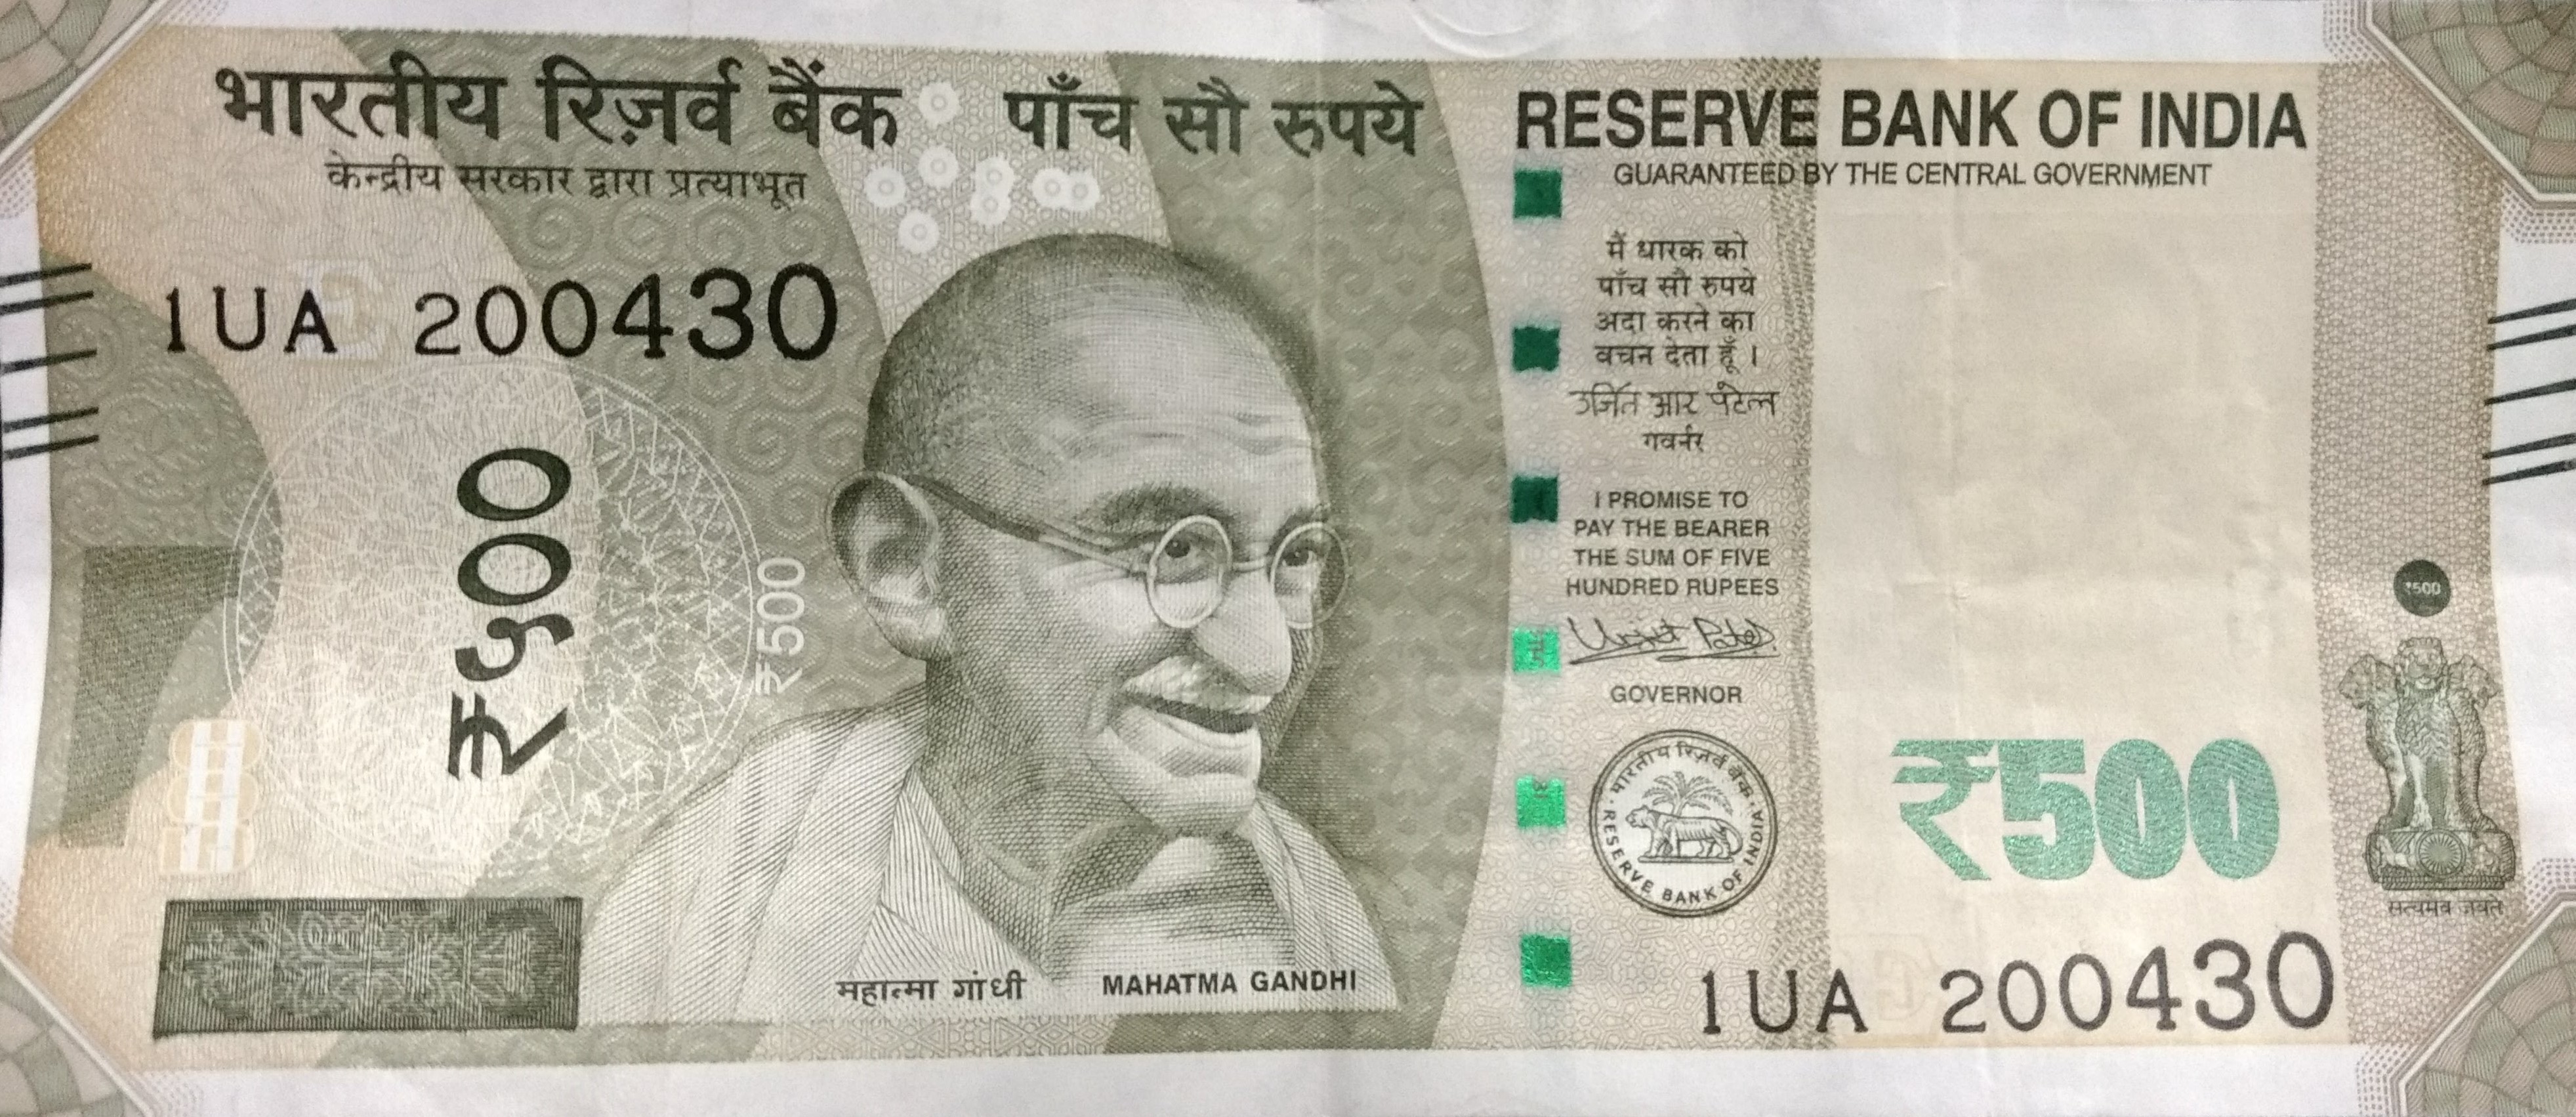 भारतीय रिज़र्व बैंक
केन्द्रीय सरकार द्वारा प्रत्याभूत
पाँच सौ रुपये
RESERVE BANK OF INDIA
GUARANTEED BY THE CENTRAL GOVERNMENT
1UA 200430
₹५००
₹500
मैं धारक को
पाँच सौ रुपये
अदा करने का
वचन देता हूँ ।
उर्जित आर पटेल
गवर्नर
I PROMISE TO
PAY THE BEARER
THE SUM OF FIVE
HUNDRED RUPEES
Urjit Patel
GOVERNOR
भारतीय रिज़र्व बैंक
RESERVE BANK OF INDIA
₹500
₹500
सत्यमेव जयते
महात्मा गांधी
MAHATMA GANDHI
1UA 200430